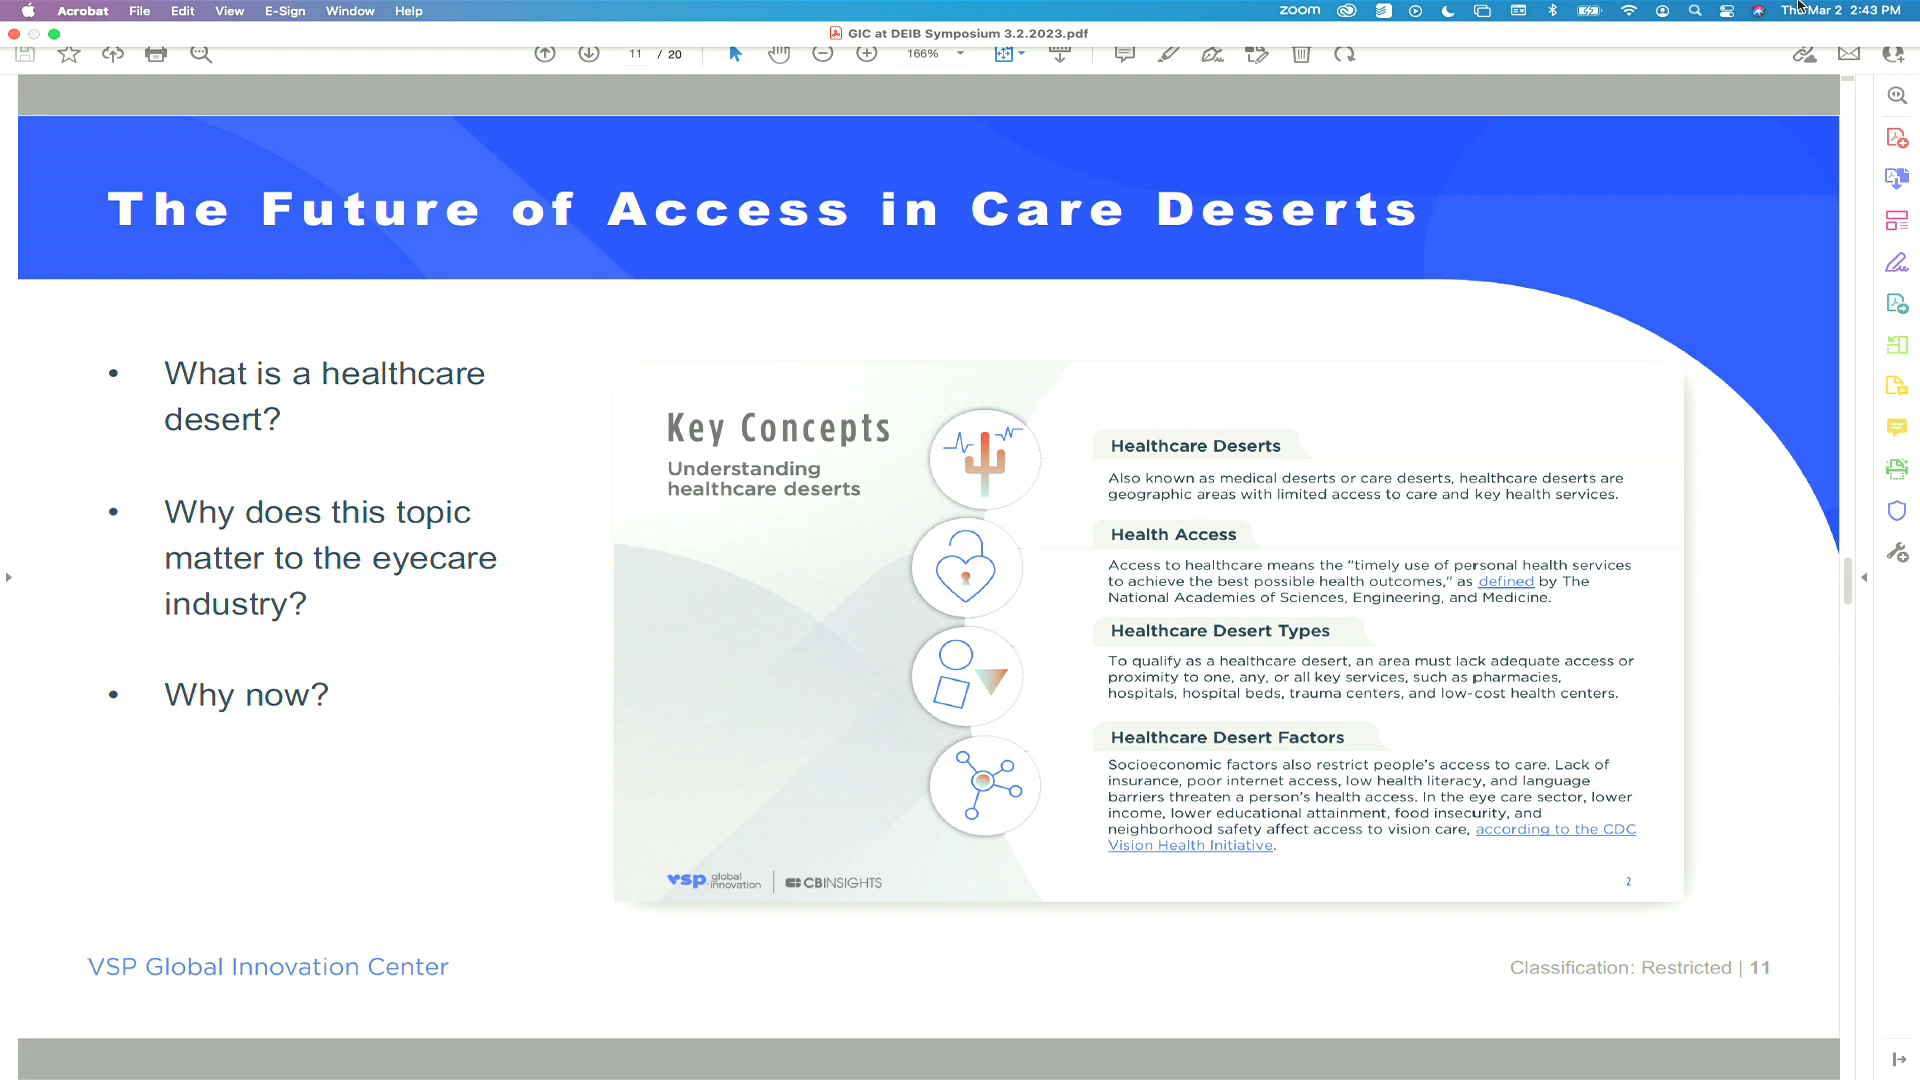 Acrobat File Edit View E-Sign Window Help
zoom
Mar 2 2:43 PM
GIC at DEIB Symposium 3.2.2023.pdf
11 / 20
166%
The Future of Access in Care Deserts
• What is a healthcare
desert?
• Why does this topic
matter to the eyecare
industry?
• Why now?
Key Concepts
Understanding
healthcare deserts
Healthcare Deserts
Also known as medical deserts or care deserts, healthcare deserts are
geographic areas with limited access to care and key health services.
Health Access
Access to healthcare means the “timely use of personal health services
to achieve the best possible health outcomes,” as defined by The
National Academies of Sciences, Engineering, and Medicine.
Healthcare Desert Types
To qualify as a healthcare desert, an area must lack adequate access or
proximity to one, any, or all key services, such as pharmacies,
hospitals, hospital beds, trauma centers, and low-cost health centers.
Healthcare Desert Factors
Socioeconomic factors also restrict people’s access to care. Lack of
insurance, poor internet access, low health literacy, and language
barriers threaten a person’s health access. In the eye care sector, lower
income, lower educational attainment, food insecurity, and
neighborhood safety affect access to vision care, according to the CDC
Vision Health Initiative.
vsp global innovation | CBINSIGHTS
2
VSP Global Innovation Center
Classification: Restricted | 11